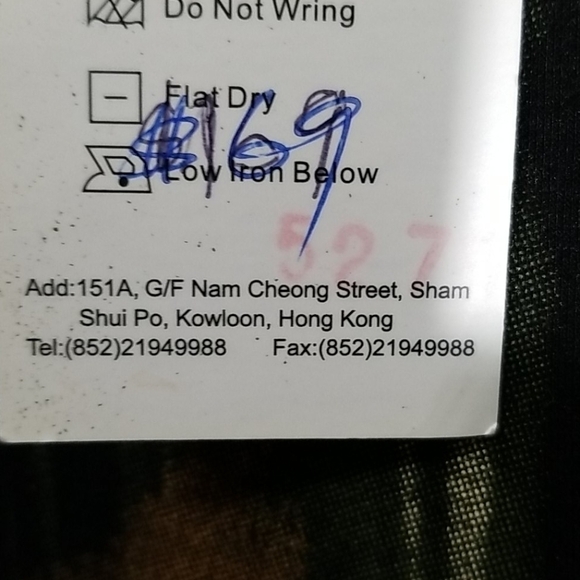 Do Not Wring
Flat Dry
$169
Low Iron Below
527
Add:151A, G/F Nam Cheong Street, Sham
Shui Po, Kowloon, Hong Kong
Tel:(852)21949988 Fax:(852)21949988